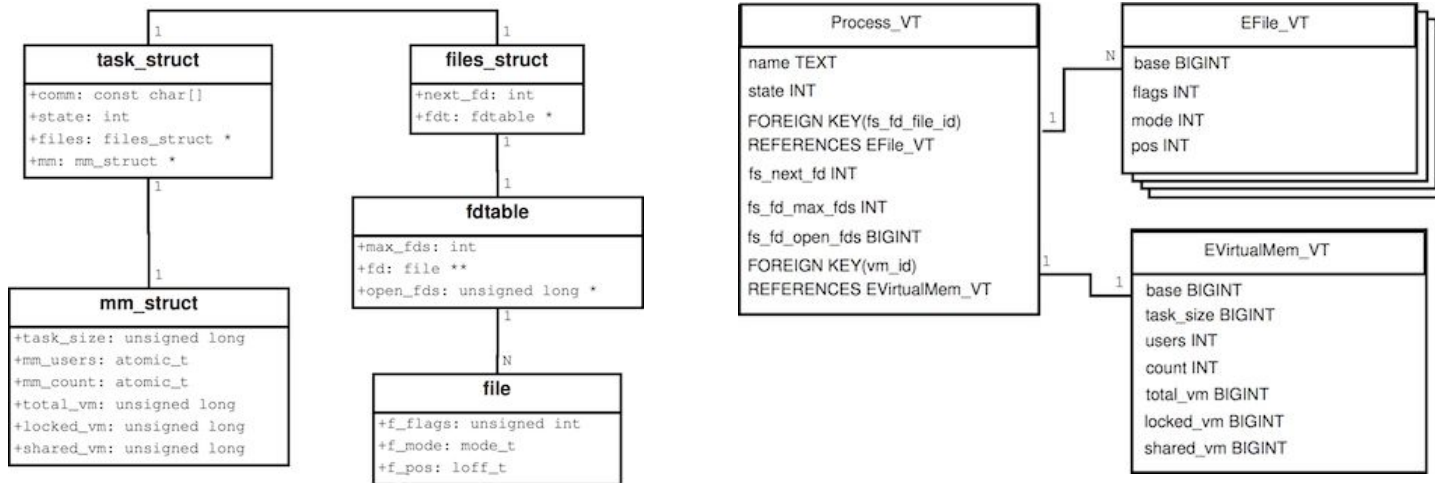 1
1
task_struct
+comm: const char[]
+state: int
+files: files_struct *
+mm: mm_struct *
1
1
mm_struct
+task_size: unsigned long
+mm_users: atomic_t
+mm_count: atomic_t
+total_vm: unsigned long
+locked_vm: unsigned long
+shared_vm: unsigned long
files_struct
+next_fd: int
+fdt: fdtable *
1
1
fdtable
+max_fds: int
+fd: file **
+open_fds: unsigned long *
1
N
file
+f_flags: unsigned int
+f_mode: mode_t
+f_pos: loff_t
Process_VT
name TEXT
state INT
FOREIGN KEY(fs_fd_file_id)
REFERENCES EFile_VT
fs_next_fd INT
fs_fd_max_fds INT
fs_fd_open_fds BIGINT
FOREIGN KEY(vm_id)
REFERENCES EVirtualMem_VT
1
N
EFile_VT
base BIGINT
flags INT
mode INT
pos INT
1
1
EVirtualMem_VT
base BIGINT
task_size BIGINT
users INT
count INT
total_vm BIGINT
locked_vm BIGINT
shared_vm BIGINT